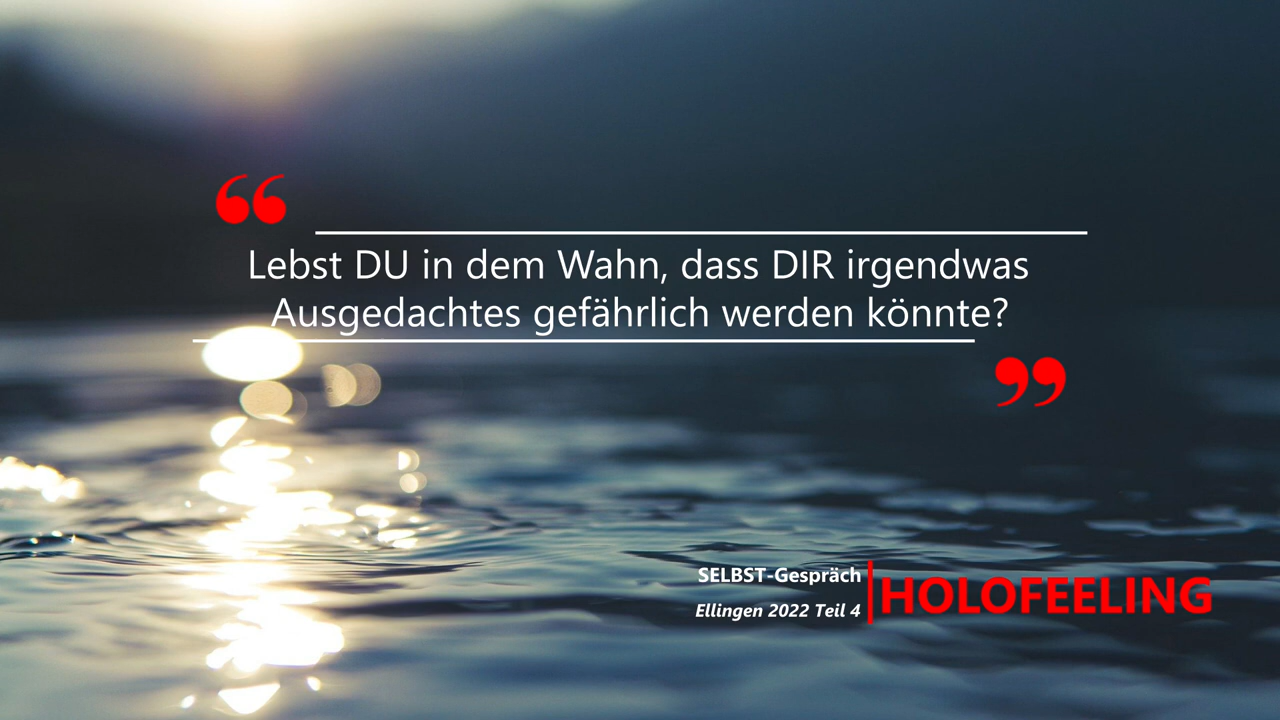 “
Lebst DU in dem Wahn, dass DIR irgendwas
Ausgedachtes gefährlich werden könnte?
”
SELBST-Gespräch
Ellingen 2022 Teil 4
HOLOFEELING